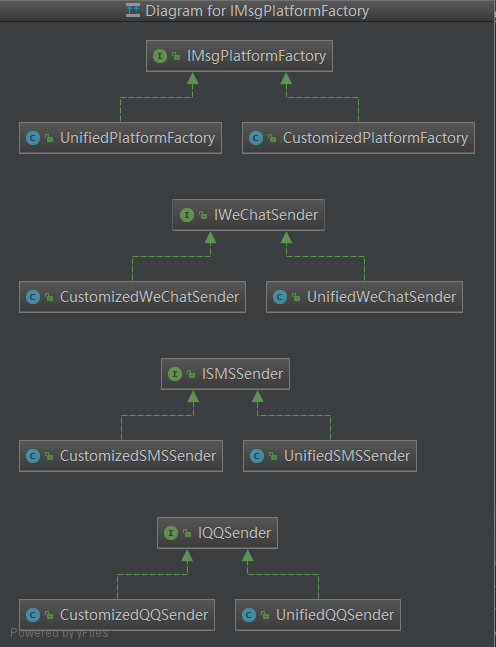 Diagram for IMsgPlatformFactory
I IMsgPlatformFactory
C UnifiedPlatformFactory
C CustomizedPlatformFactory
I IWeChatSender
C CustomizedWeChatSender
C UnifiedWeChatSender
I ISMSSender
C CustomizedSMSSender
C UnifiedSMSSender
I IQQSender
C CustomizedQQSender
C UnifiedQQSender
Powered by yFiles